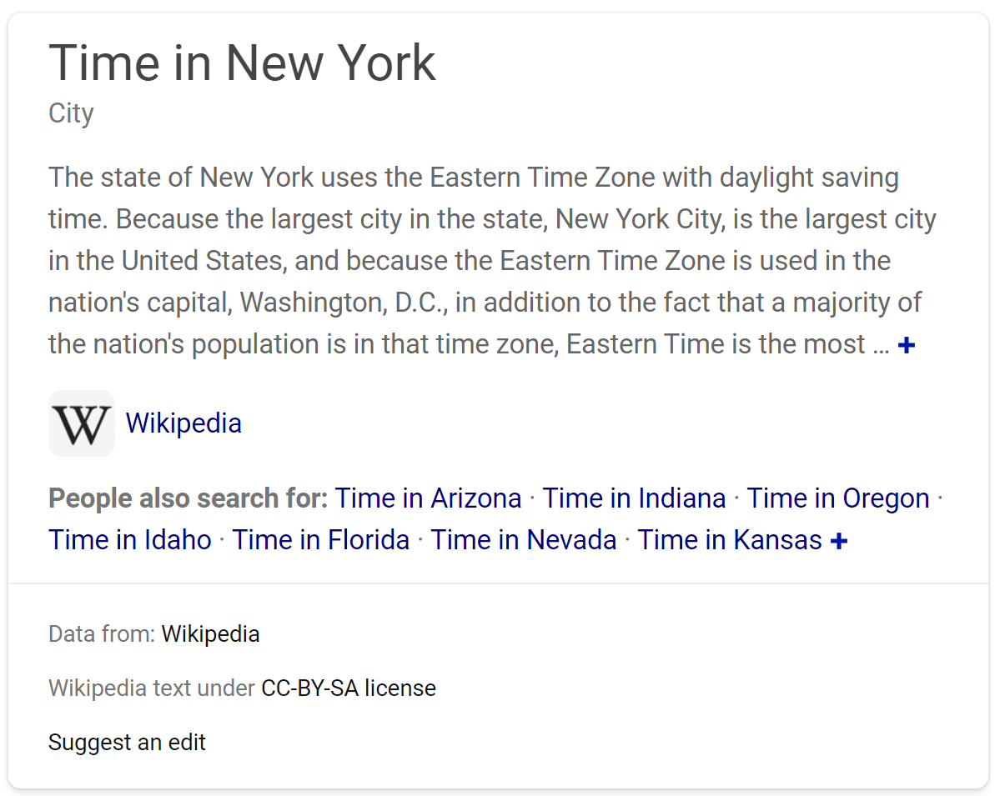 Time in New York
City
The state of New York uses the Eastern Time Zone with daylight saving
time. Because the largest city in the state, New York City, is the largest city
in the United States, and because the Eastern Time Zone is used in the
nation's capital, Washington, D.C., in addition to the fact that a majority of
the nation's population is in that time zone, Eastern Time is the most ... +
W Wikipedia
People also search for: Time in Arizona · Time in Indiana · Time in Oregon ·
Time in Idaho · Time in Florida · Time in Nevada · Time in Kansas +
Data from: Wikipedia
Wikipedia text under CC-BY-SA license
Suggest an edit